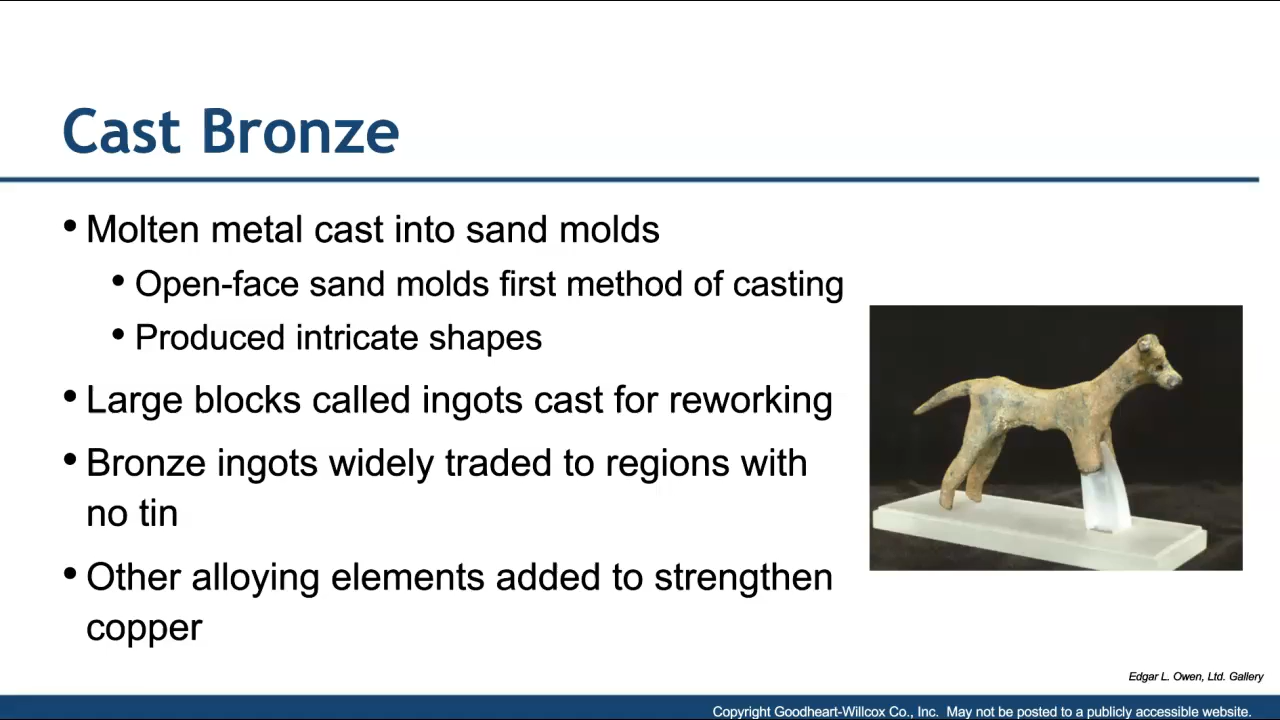 Cast Bronze
• Molten metal cast into sand molds
• Open-face sand molds first method of casting
• Produced intricate shapes
• Large blocks called ingots cast for reworking
• Bronze ingots widely traded to regions with
no tin
• Other alloying elements added to strengthen
copper
Edgar L. Owen, Ltd. Gallery
Copyright Goodheart-Willcox Co., Inc.  May not be posted to a publicly accessible website.